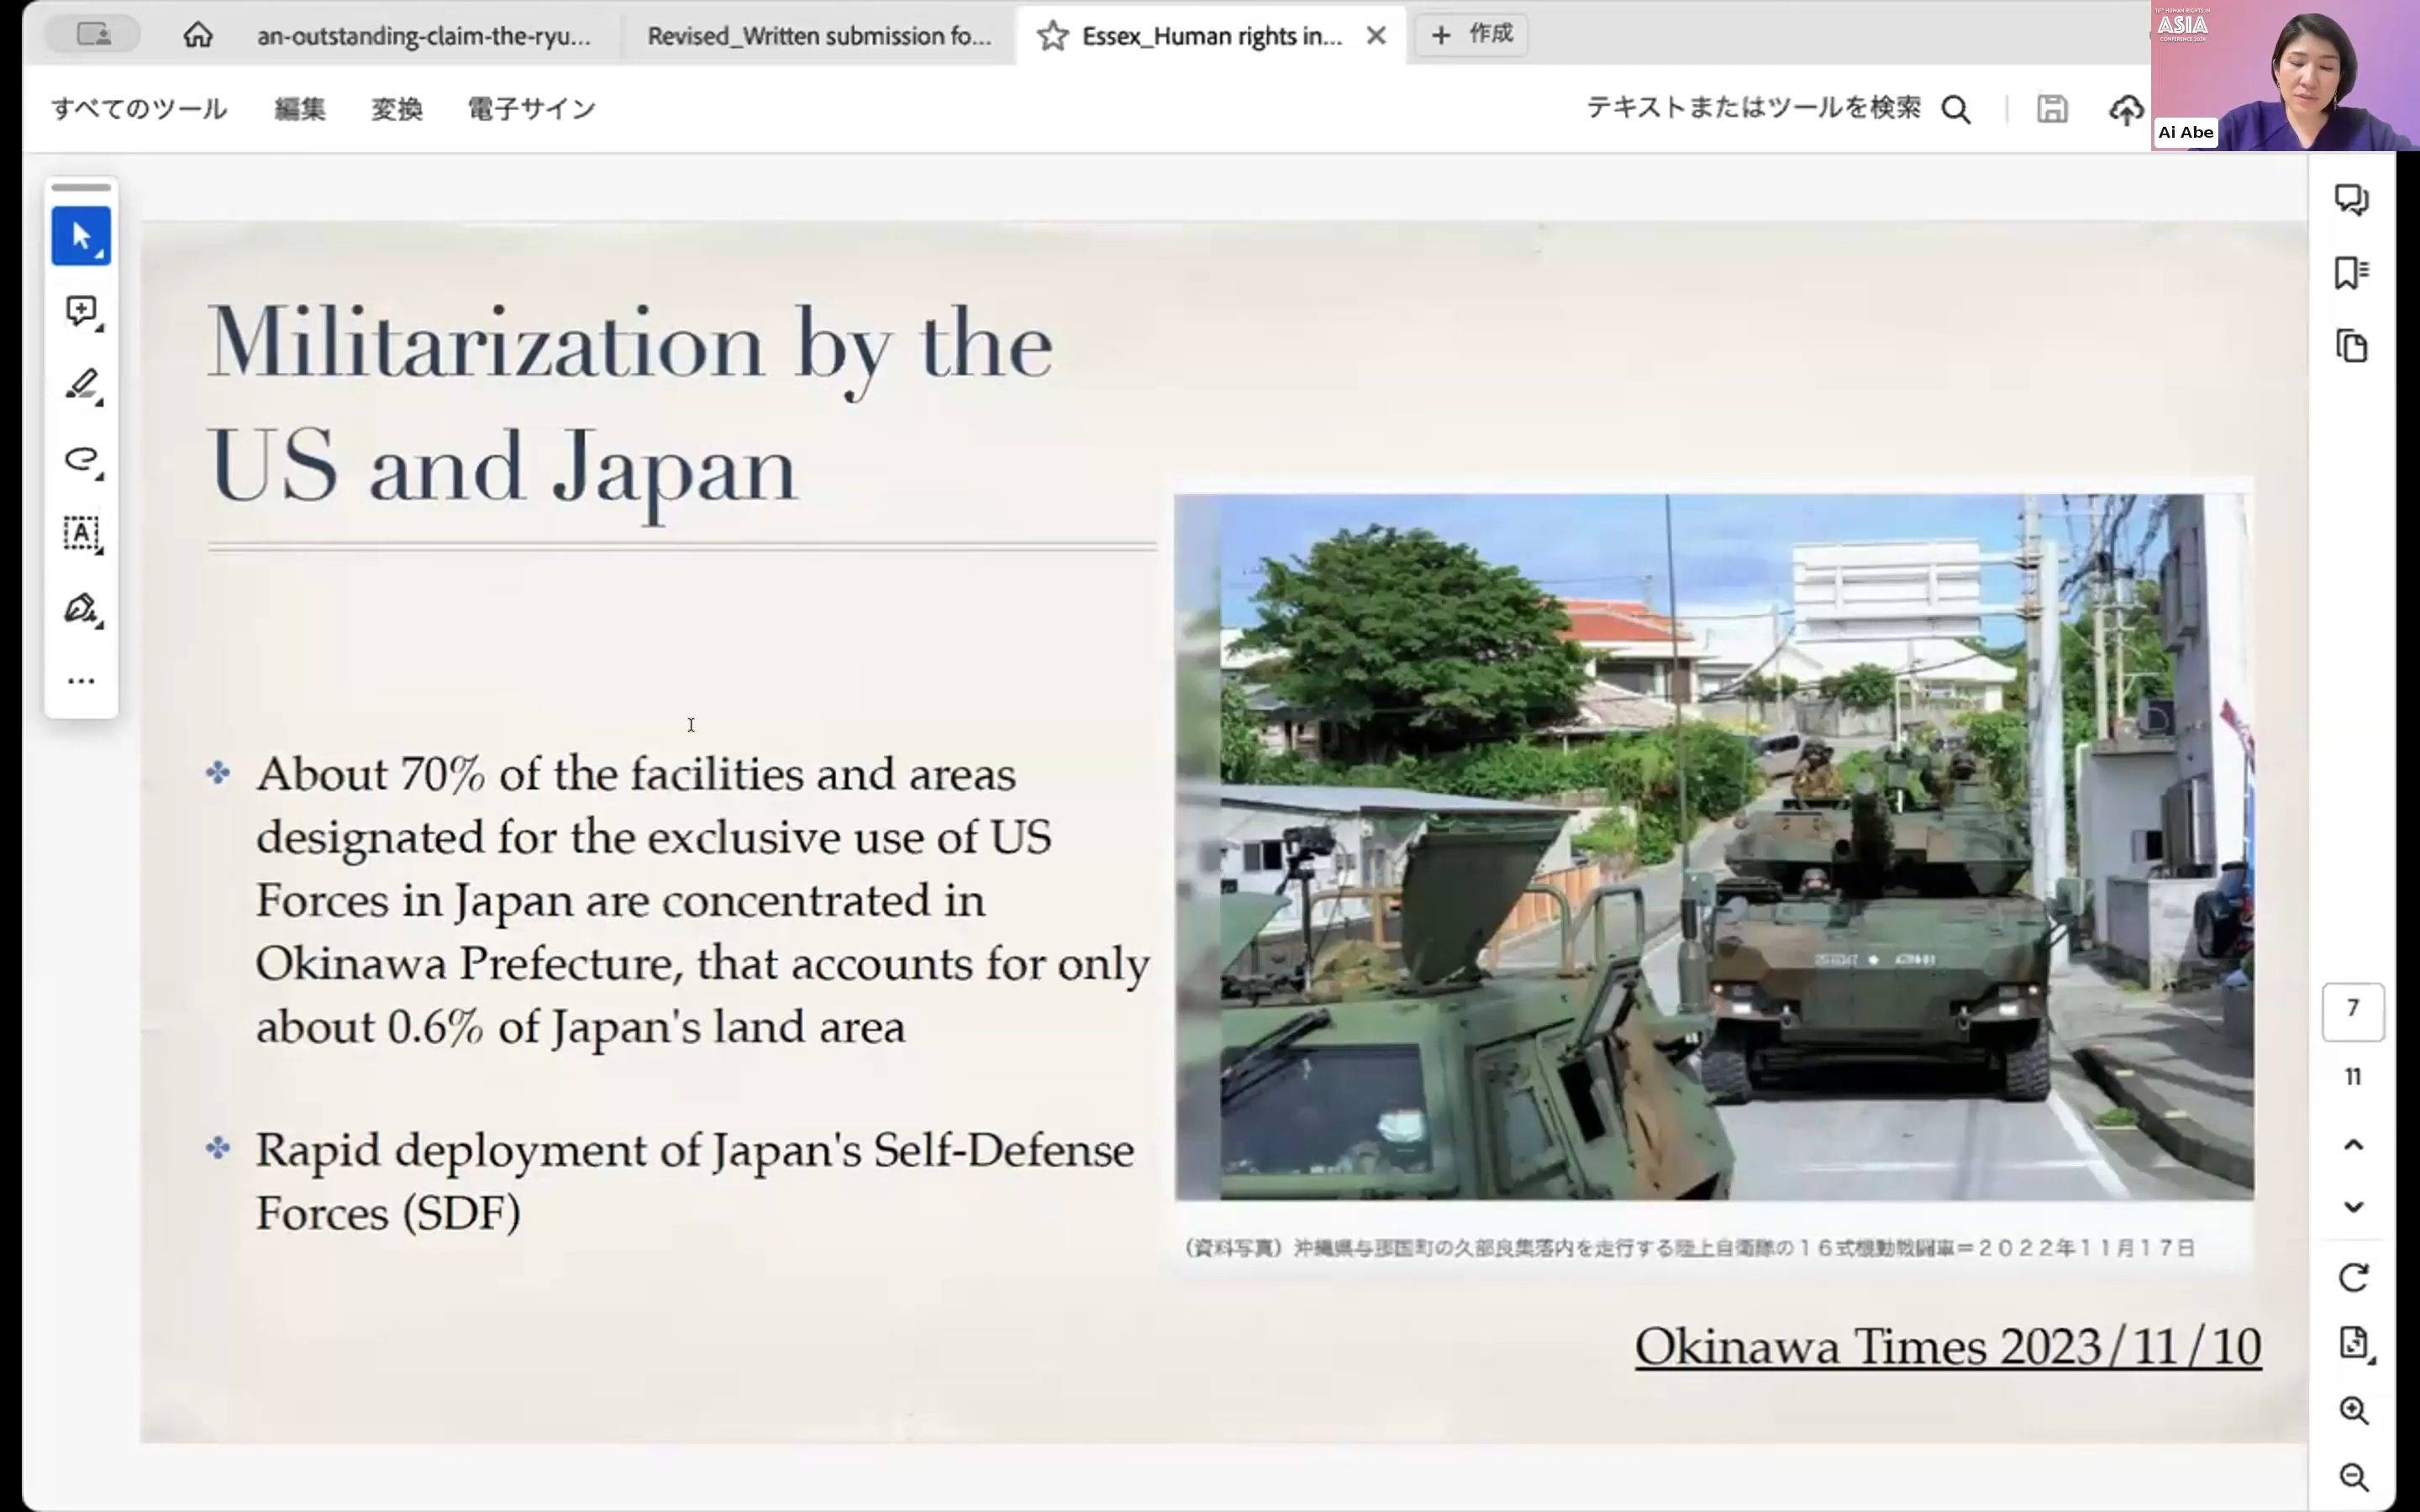 an-outstanding-claim-the-ryu...
Revised_Written submission fo...
Essex_Human rights in...
作成
16TH HUMAN RIGHTS IN
ASIA
CONFERENCE 2024
Ai Abe
すべてのツール
編集
変換
電子サイン
テキストまたはツールを検索
Militarization by the
US and Japan
About 70% of the facilities and areas
designated for the exclusive use of US
Forces in Japan are concentrated in
Okinawa Prefecture, that accounts for only
about 0.6% of Japan's land area
Rapid deployment of Japan's Self-Defense
Forces (SDF)
（資料写真）沖縄県与那国町の久部良集落内を走行する陸上自衛隊の１６式機動戦闘車＝２０２２年１１月１７日
Okinawa Times 2023/11/10
7
11